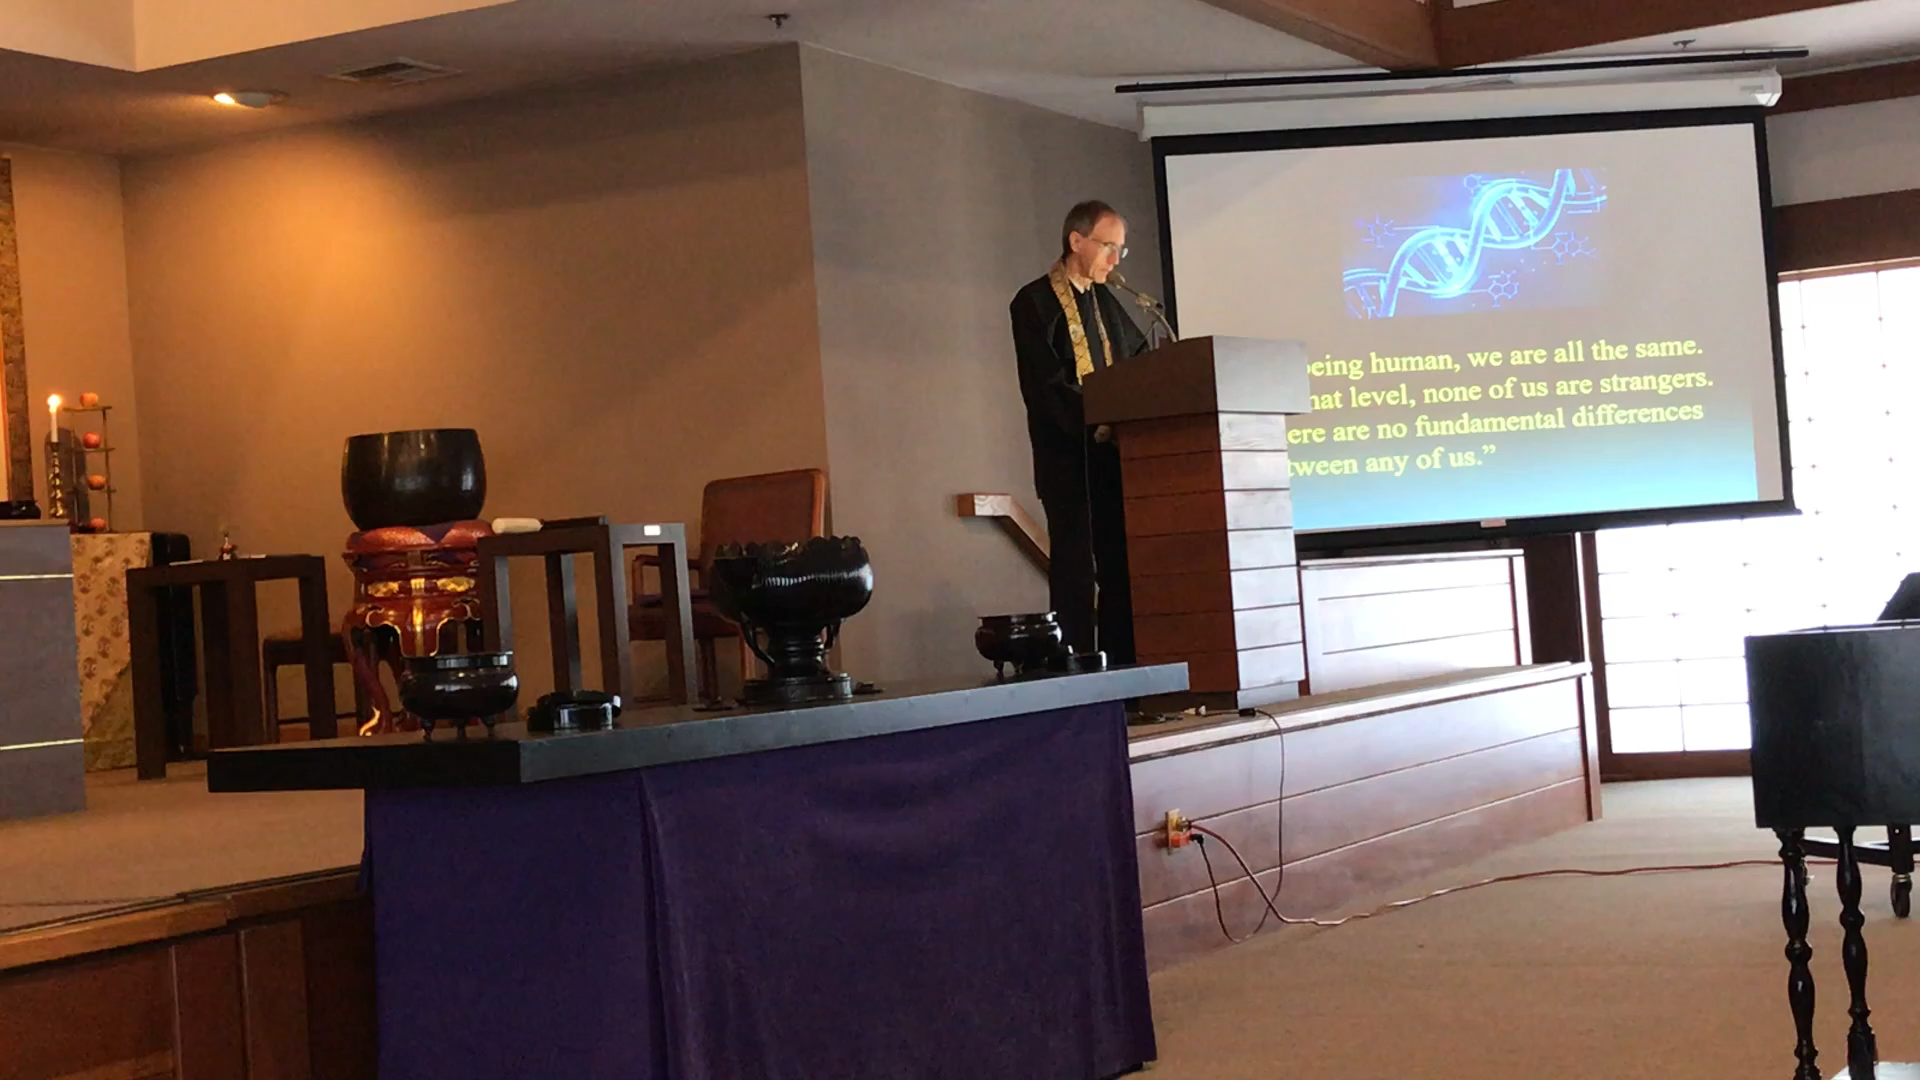 being human, we are all the same.
hat level, none of us are strangers.
ere are no fundamental differences
tween any of us.”